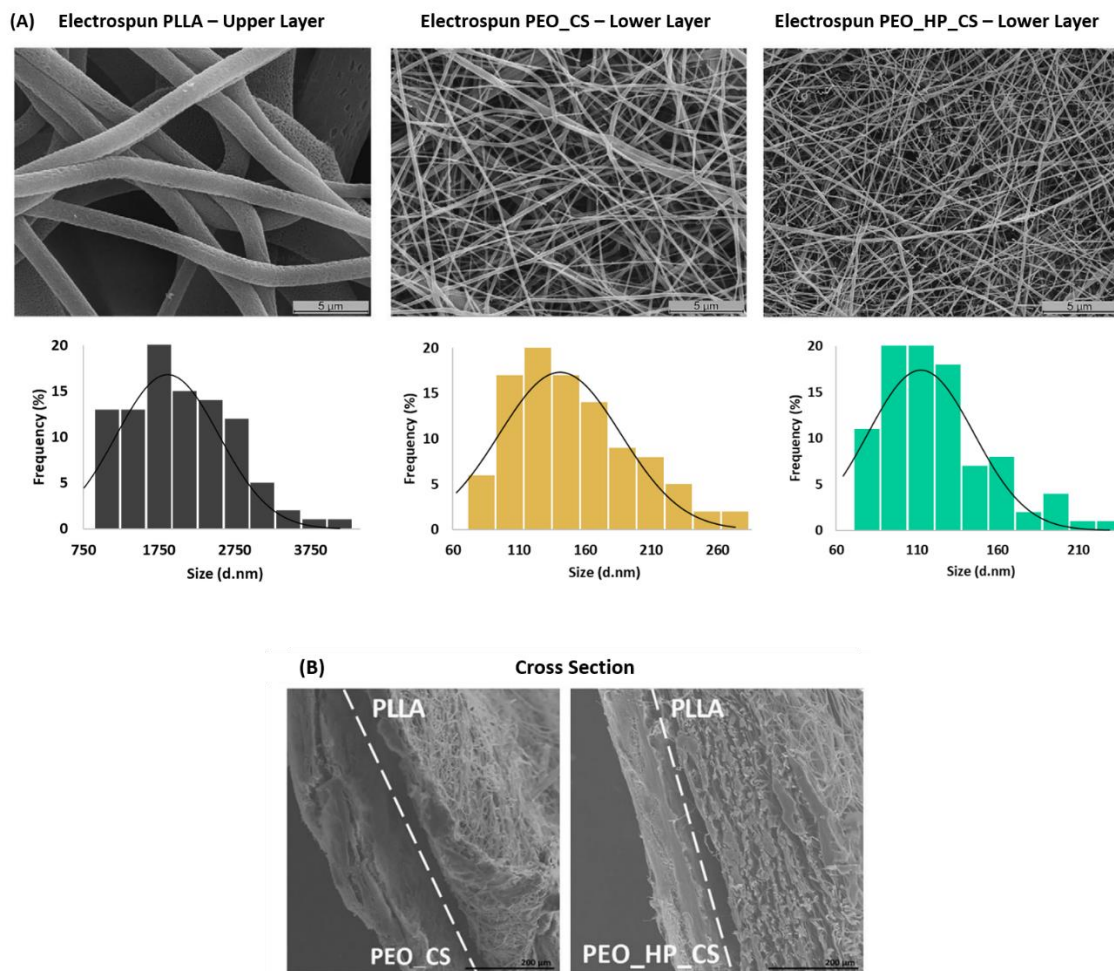 (A) Electrospun PLLA – Upper Layer Electrospun PEO_CS – Lower Layer Electrospun PEO_HP_CS – Lower Layer
5 µm 5 µm 5 µm
20
15
10
5
0
Frequency (%)
750 1750 2750 3750
Size (d.nm)
20
15
10
5
0
Frequency (%)
60 110 160 210 260
Size (d.nm)
20
15
10
5
0
Frequency (%)
60 110 160 210
Size (d.nm)
(B) Cross Section
PLLA
PEO_CS
200 µm
PLLA
PEO_HP_CS
200 µm